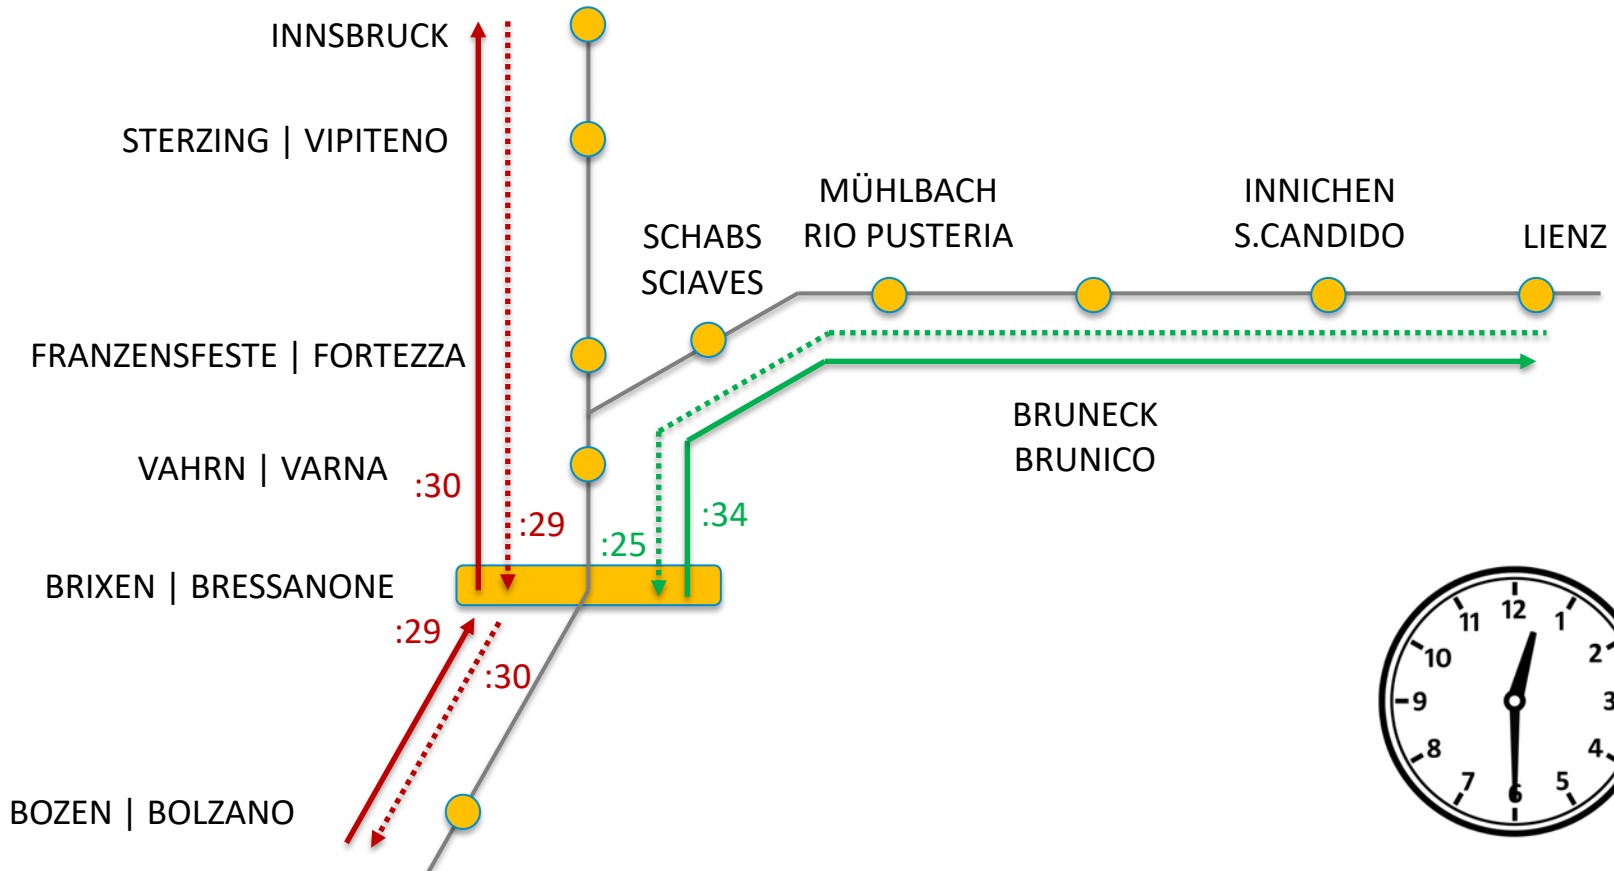 INNSBRUCK
STERZING | VIPITENO
MÜHLBACH
RIO PUSTERIA
INNICHEN
S.CANDIDO
SCHABS
SCIAVES
LIENZ
FRANZENSFESTE | FORTEZZA
BRUNECK
BRUNICO
VAHRN | VARNA
:30
:29
:25
:34
BRIXEN | BRESSANONE
:29
:30
BOZEN | BOLZANO
12
1
2
3
4
5
6
7
8
9
10
11